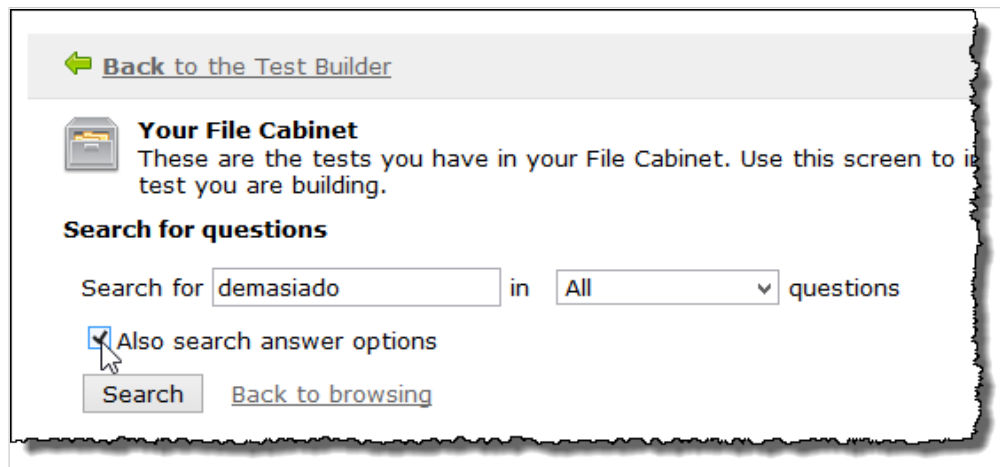 Back to the Test Builder
Your File Cabinet
These are the tests you have in your File Cabinet. Use this screen to
test you are building.
Search for questions
Search for demasiado in All questions
Also search answer options
Search Back to browsing